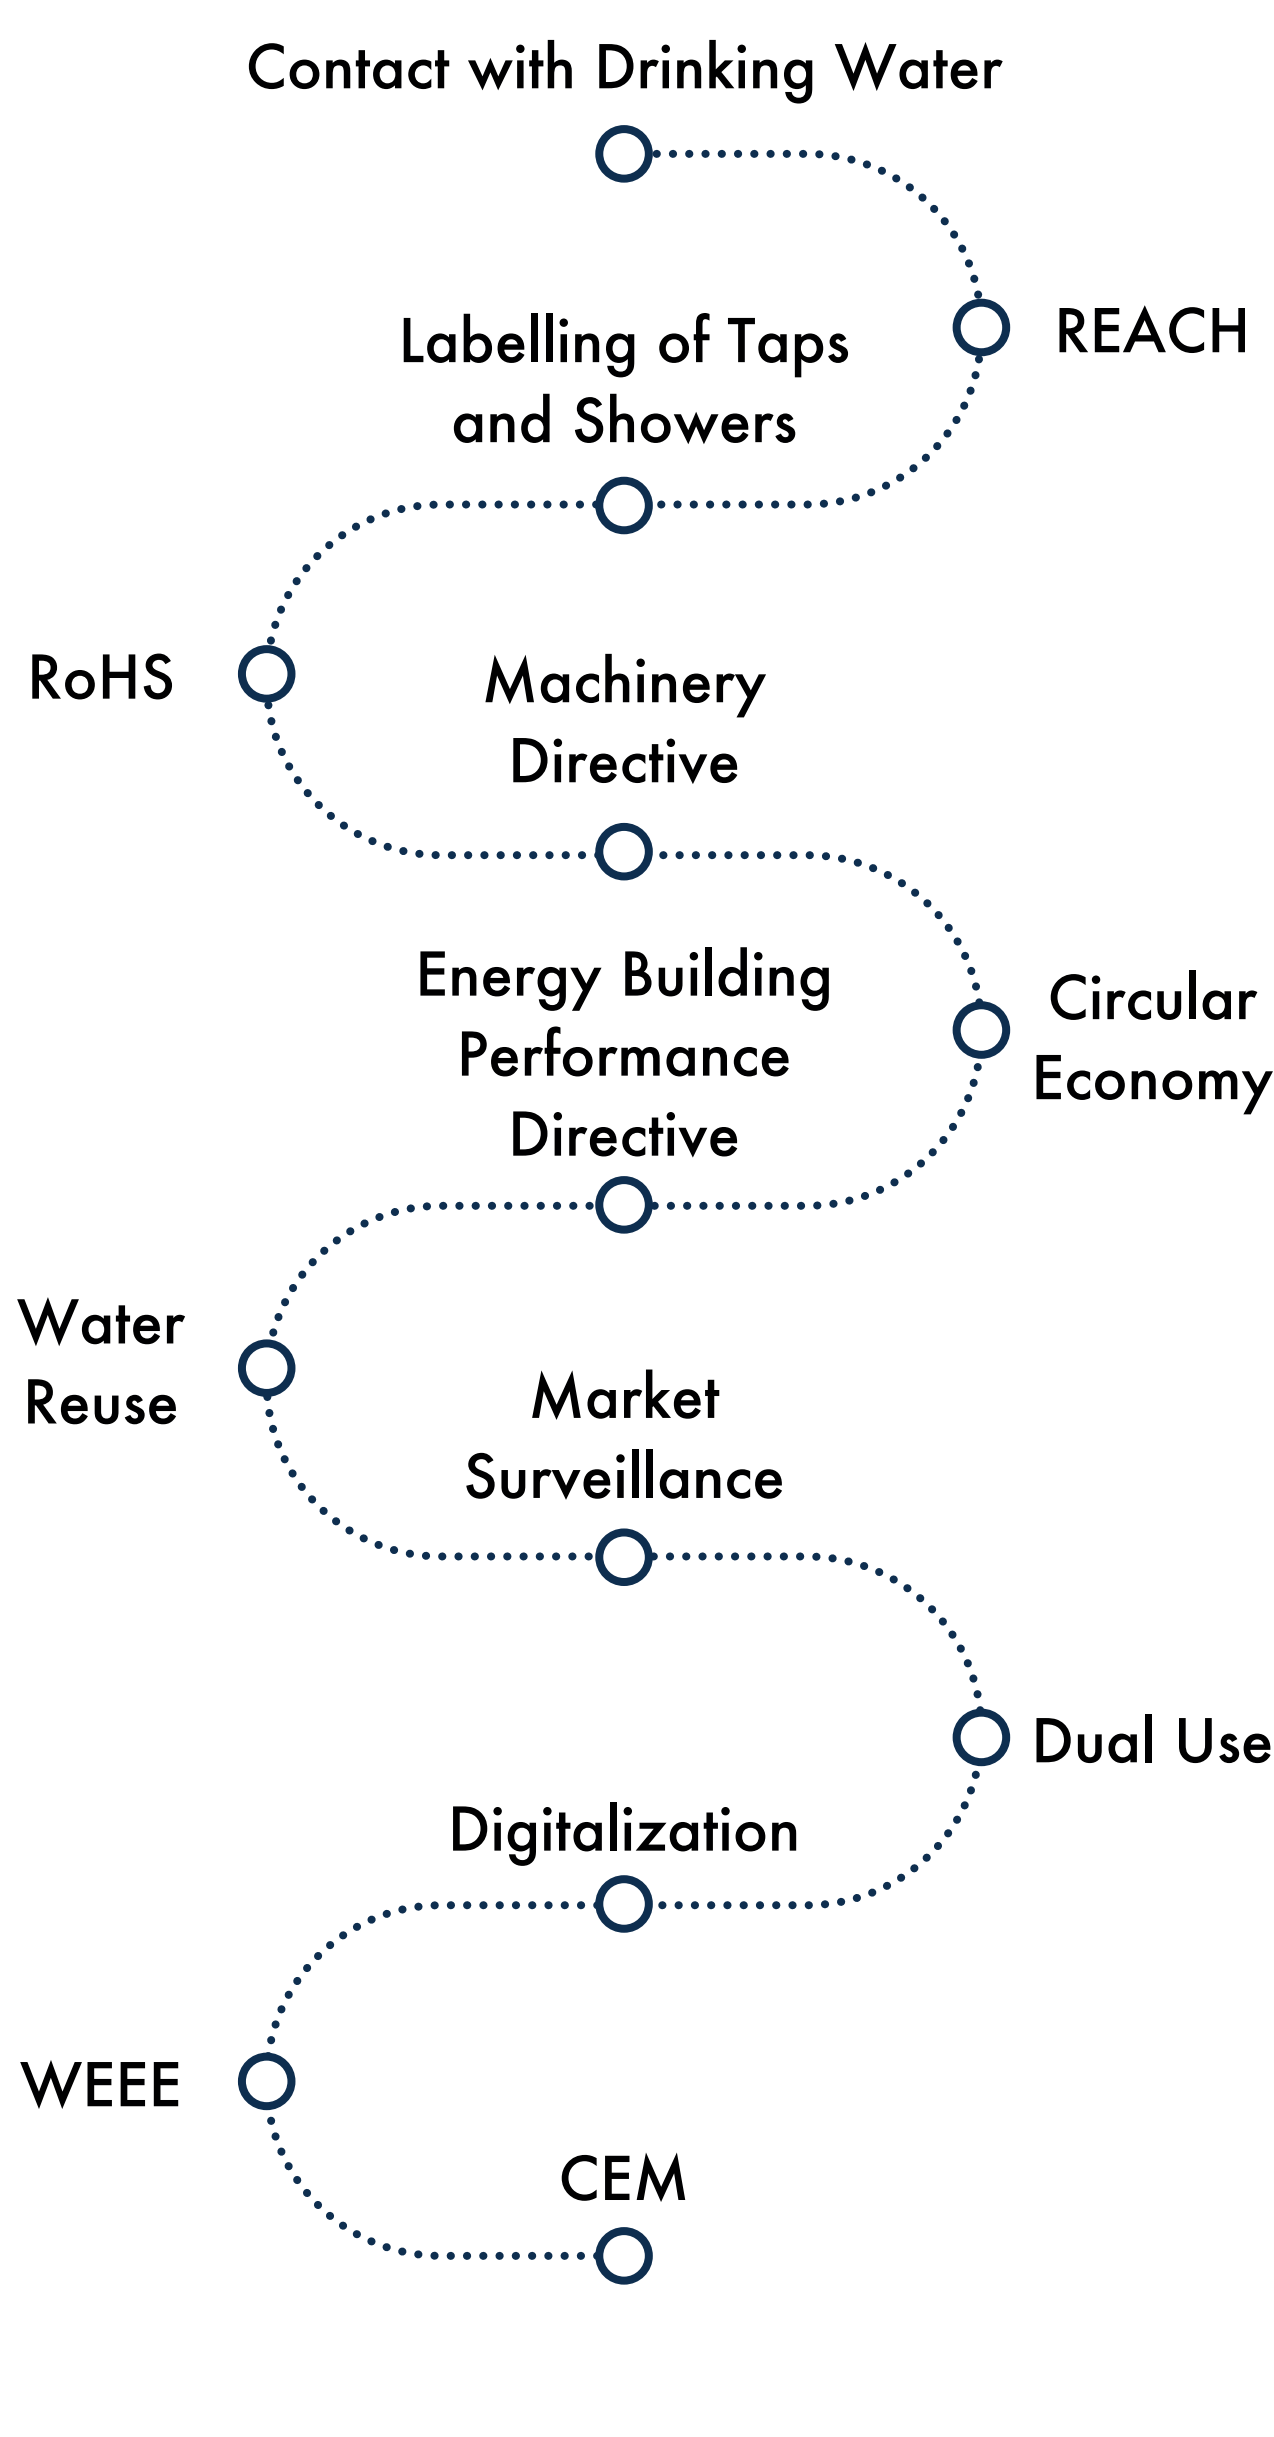 Contact with Drinking Water
REACH
Labelling of Taps
and Showers
RoHS
Machinery
Directive
Circular
Economy
Energy Building
Performance
Directive
Water
Reuse
Market
Surveillance
Dual Use
Digitalization
WEEE
CEM